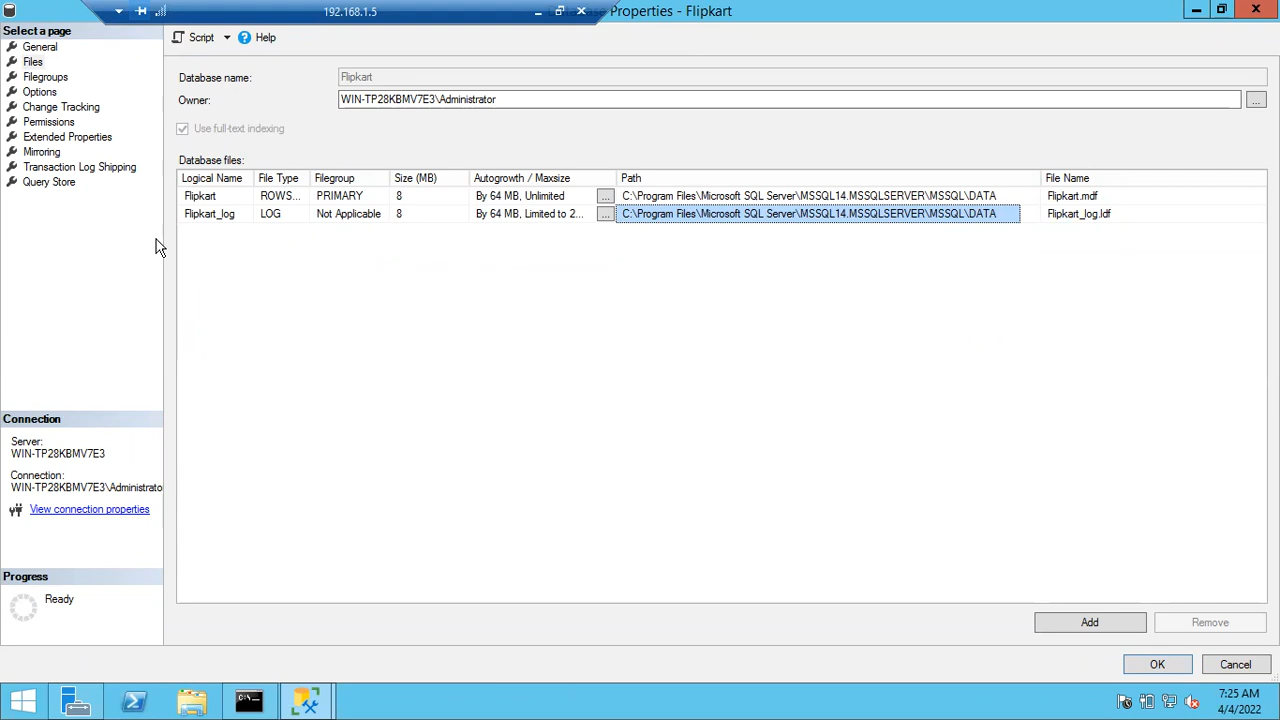 192.168.1.5
Properties - Flipkart
Select a page
General
Files
Filegroups
Options
Change Tracking
Permissions
Extended Properties
Mirroring
Transaction Log Shipping
Query Store
Script
Help
Database name:
Flipkart
Owner:
WIN-TP28KBMV7E3\Administrator
...
Use full-text indexing
Database files:
Logical Name File Type Filegroup Size (MB) Autogrowth / Maxsize Path File Name
Flipkart ROWS... PRIMARY 8 By 64 MB, Unlimited ... C:\Program Files\Microsoft SQL Server\MSSQL14.MSSQLSERVER\MSSQL\DATA Flipkart.mdf
Flipkart_log LOG Not Applicable 8 By 64 MB, Limited to 2... ... C:\Program Files\Microsoft SQL Server\MSSQL14.MSSQLSERVER\MSSQL\DATA Flipkart_log.ldf
Connection
Server:
WIN-TP28KBMV7E3
Connection:
WIN-TP28KBMV7E3\Administrato
View connection properties
Progress
Ready
Add
Remove
OK
Cancel
7:25 AM
4/4/2022